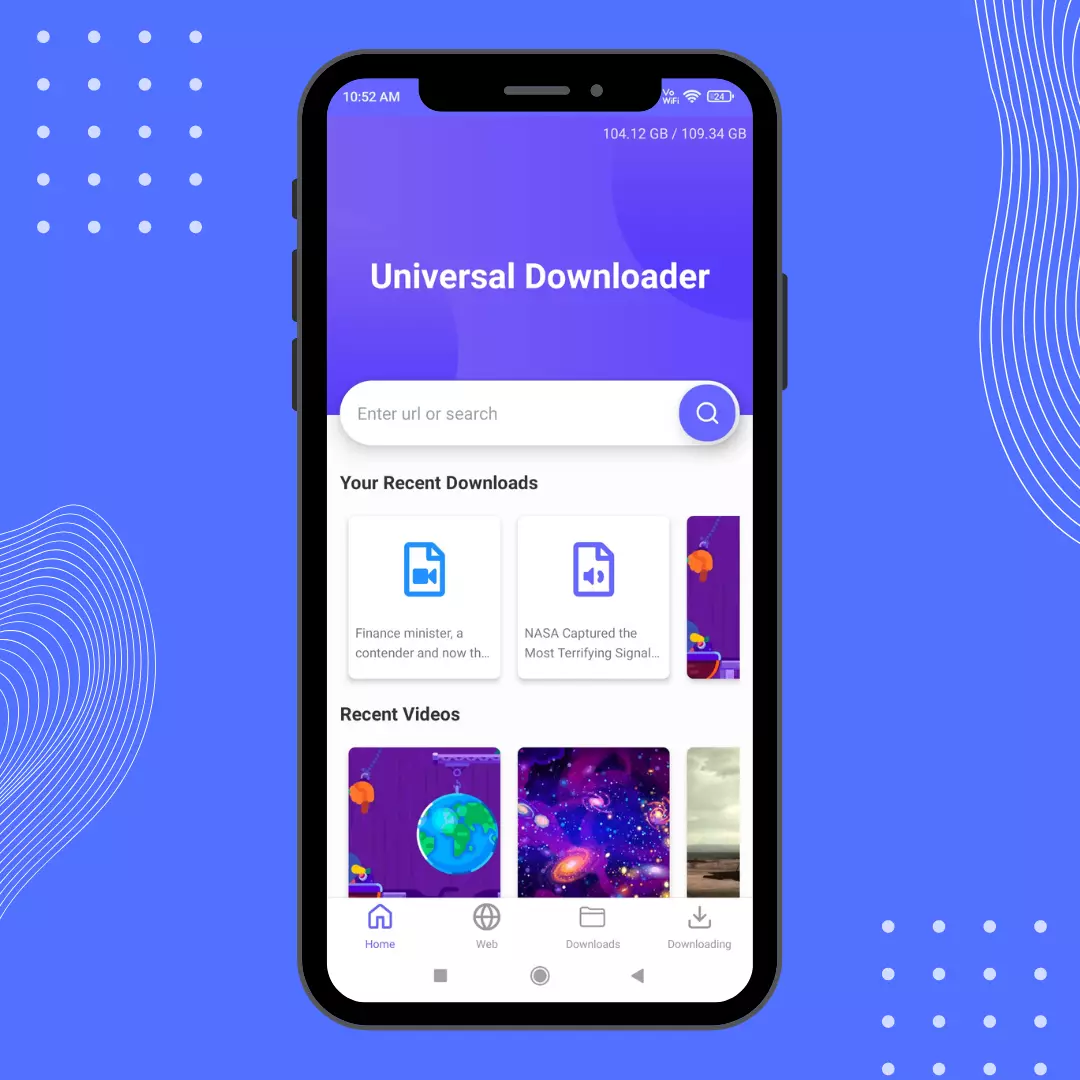 10:52 AM
Vo
WiFi
24
104.12 GB / 109.34 GB
Universal Downloader
Enter url or search
Your Recent Downloads
Finance minister, a
contender and now th...
NASA Captured the
Most Terrifying Signal...
Recent Videos
Home
Web
Downloads
Downloading